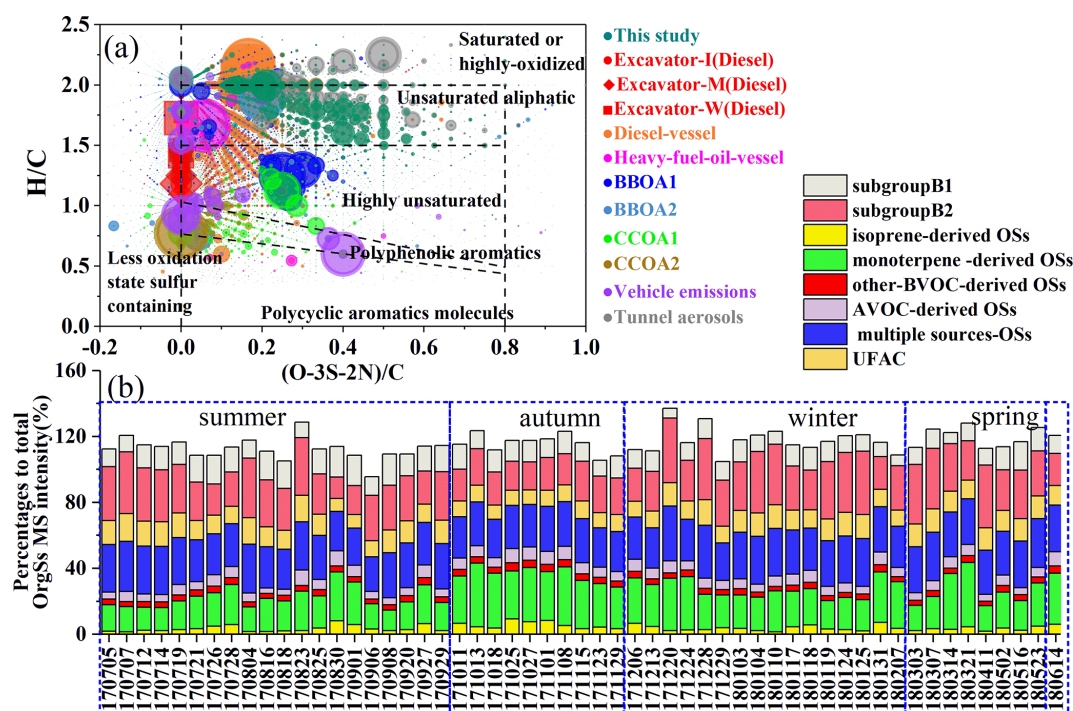 (a)
2.5
2.0
1.5
1.0
0.5
0.0
H/C
Saturated or
highly-oxidized
Unsaturated aliphatic
Highly unsaturated
Polyphenolic aromatics
Less oxidation
state sulfur
containing
Polycyclic aromatics molecules
-0.2 0.0 0.2 0.4 0.6 0.8 1.0
(O-3S-2N)/C
This study
Excavator-I(Diesel)
Excavator-M(Diesel)
Excavator-W(Diesel)
Diesel-vessel
Heavy-fuel-oil-vessel
BBOA1
BBOA2
CCOA1
CCOA2
Vehicle emissions
Tunnel aerosols
subgroupB1
subgroupB2
isoprene-derived OSs
monoterpene -derived OSs
other-BVOC-derived OSs
AVOC-derived OSs
multiple sources-OSs
UFAC
(b)
160
120
80
40
0
Percentages to total
OrgSs MS intensity(%)
summer
autumn
winter
spring
170705
170707
170712
170714
170719
170721
170726
170728
170804
170816
170818
170823
170825
170830
170901
170906
170908
170920
170927
170929
171011
171013
171018
171025
171027
171101
171108
171115
171123
171129
171206
171213
171220
171228
171229
180103
180104
180110
180117
180118
180119
180124
180125
180131
180207
180303
180307
180314
180321
180411
180502
180516
180523
180614